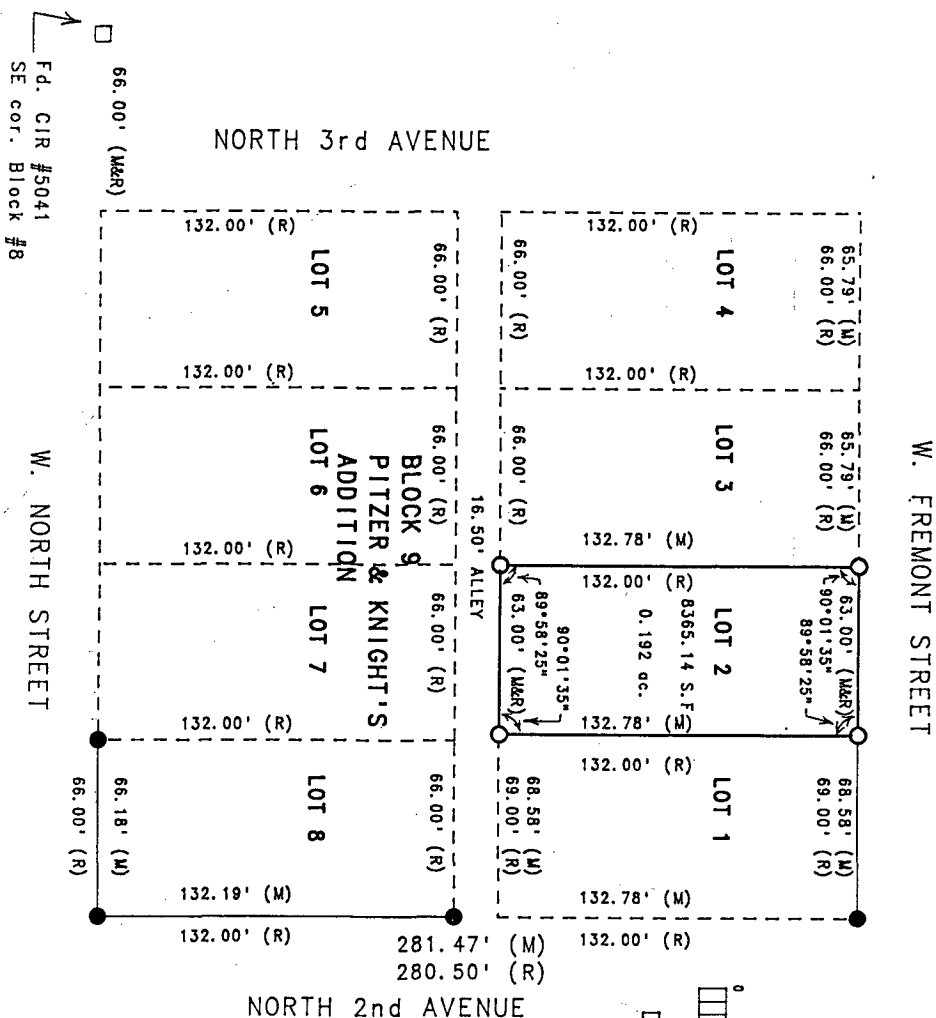 Fd. CIR #5041
SE cor. Block #8
66.00' (M&R)
NORTH 3rd AVENUE
W. FREMONT STREET
W. NORTH STREET
132.00' (R)
LOT 5
66.00' (R)
132.00' (R)
66.00' (R)
132.00' (R)
LOT 4
65.79' (M)
66.00' (R)
132.00' (R)
LOT 6
66.00' (R)
132.00' (R)
BLOCK 9
PITZER & KNIGHT'S
ADDITION
16.50' ALLEY
66.00' (R)
LOT 3
65.79' (M)
66.00' (R)
132.00' (R)
132.78' (M)
132.00' (R)
LOT 7
66.00' (R)
132.00' (R)
89°58'25"
63.00' (M&R)
90°01'35"
LOT 2
8365.14 S.F
0.192 ac.
63.00' (M&R)
90°01'35"
89°58'25"
132.78' (M)
132.00' (R)
LOT 8
66.00' (R)
66.18' (M)
66.00' (R)
132.19' (M)
132.00' (R)
68.58' (M)
69.00' (R)
LOT 1
68.58' (M)
69.00' (R)
132.78' (M)
132.00' (R)
281.47' (M)
280.50' (R)
NORTH 2nd AVENUE
0